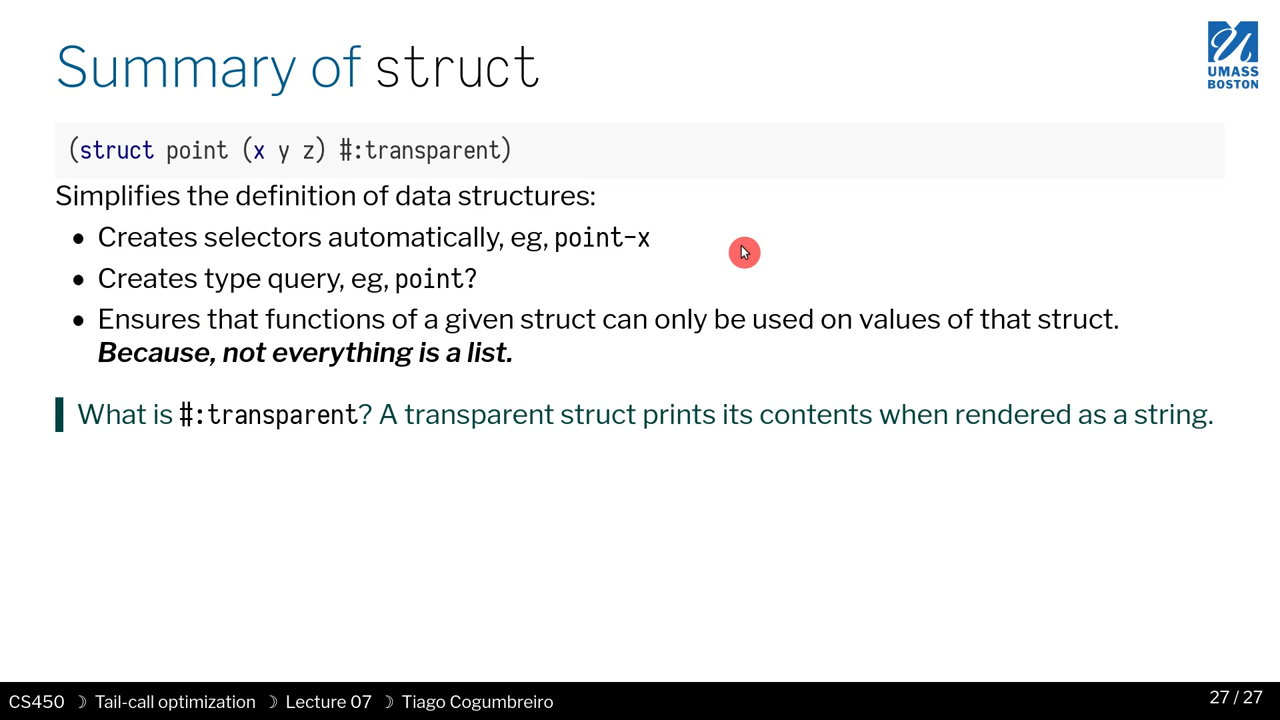 Summary of struct
UMASS
BOSTON
(struct point (x y z) #:transparent)
Simplifies the definition of data structures:
• Creates selectors automatically, eg, point-x
• Creates type query, eg, point?
• Ensures that functions of a given struct can only be used on values of that struct.
Because, not everything is a list.
What is #:transparent? A transparent struct prints its contents when rendered as a string.
CS450 ☽ Tail-call optimization ☽ Lecture 07 ☽ Tiago Cogumbreiro
27 / 27